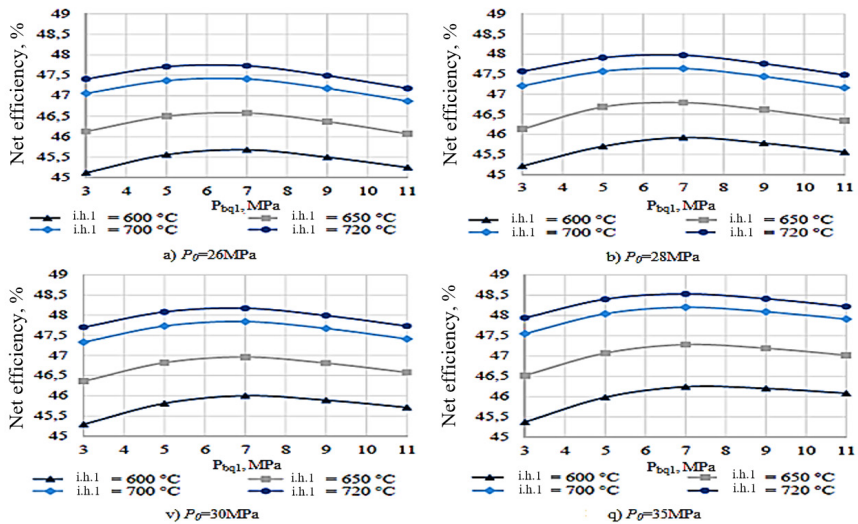 Net efficiency, %
49
48,5
48
47,5
47
46,5
46
45,5
45
3 4 5 6 7 8 9 10 11
Pbq1, MPa
i.h.1 = 600 °C i.h.1 = 650 °C
i.h.1 = 700 °C i.h.1 = 720 °C
a) P0=26MPa
Net efficiency, %
49
48,5
48
47,5
47
46,5
46
45,5
45
3 4 5 6 7 8 9 10 11
Pbq1, MPa
i.h.1 = 600 °C i.h.1 = 650 °C
i.h.1 = 700 °C i.h.1 = 720 °C
b) P0=28MPa
Net efficiency, %
49
48,5
48
47,5
47
46,5
46
45,5
45
3 4 5 6 7 8 9 10 11
Pbq1, MPa
i.h.1 = 600 °C i.h.1 = 650 °C
i.h.1 = 700 °C i.h.1 = 720 °C
v) P0=30MPa
Net efficiency, %
49
48,5
48
47,5
47
46,5
46
45,5
45
3 4 5 6 7 8 9 10 11
Pbq1, MPa
i.h.1 = 600 °C i.h.1 = 650 °C
i.h.1 = 700 °C i.h.1 = 720 °C
q) P0=35MPa